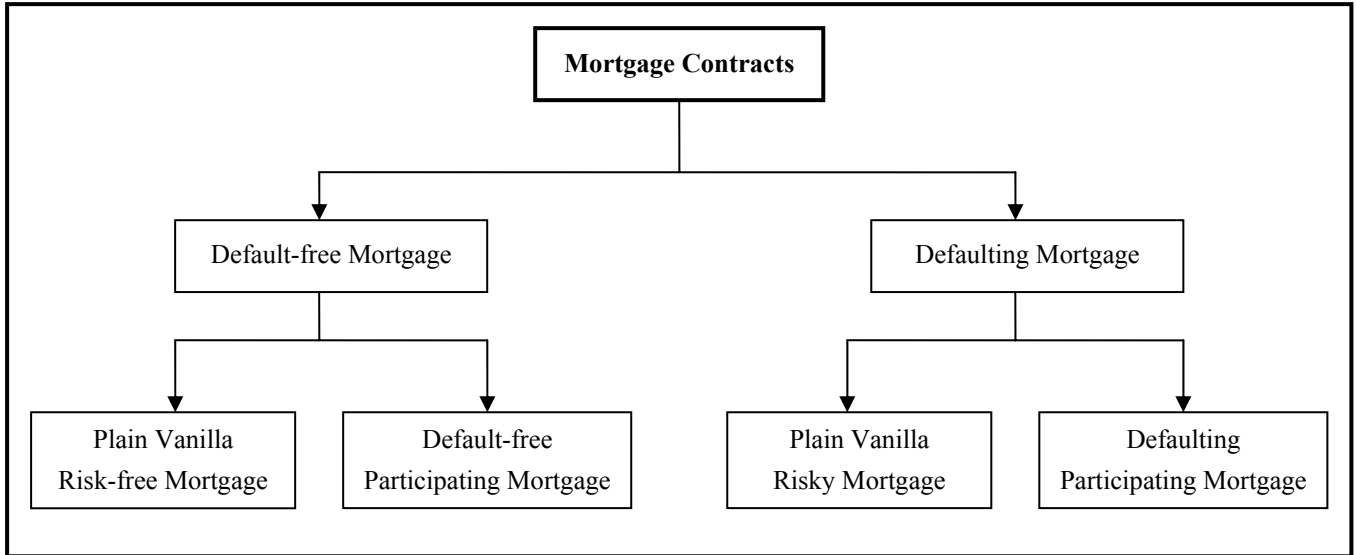 Mortgage Contracts
Default-free Mortgage
Defaulting Mortgage
Plain Vanilla
Risk-free Mortgage
Default-free
Participating Mortgage
Plain Vanilla
Risky Mortgage
Defaulting
Participating Mortgage